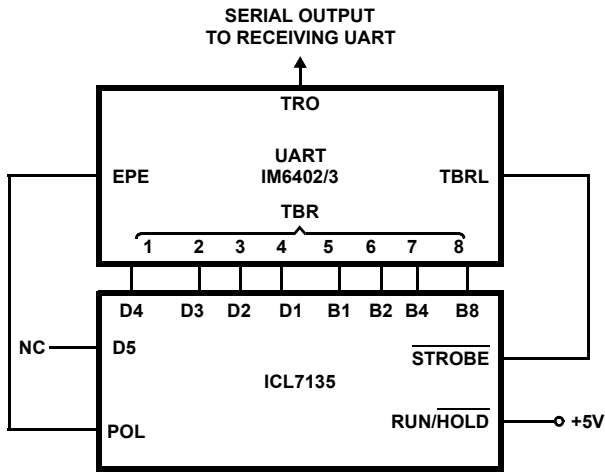 SERIAL OUTPUT
TO RECEIVING UART
TRO
UART
IM6402/3
EPE
TBRL
TBR
1 2 3 4 5 6 7 8
D4 D3 D2 D1 B1 B2 B4 B8
NC
D5
STROBE
ICL7135
RUN/HOLD
+5V
POL